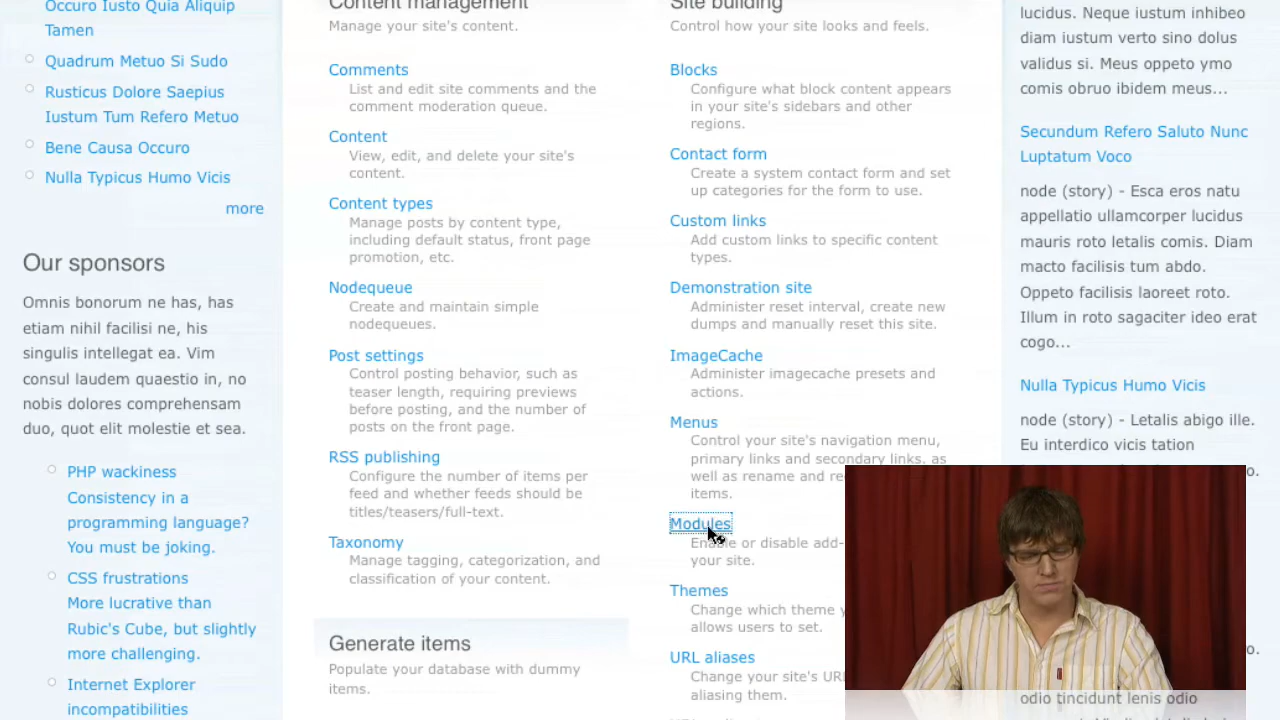 Occuro Iusto Quia Aliquip
Tamen
Quadrum Metuo Si Sudo
Rusticus Dolore Saepius
Iustum Tum Refero Metuo
Bene Causa Occuro
Nulla Typicus Humo Vicis
more
Our sponsors
Omnis bonorum ne has, has
etiam nihil facilisi ne, his
singulis intellegat ea. Vim
consul laudem quaestio in, no
nobis dolores comprehensam
duo, quot elit molestie et sea.
PHP wackiness
Consistency in a
programming language?
You must be joking.
CSS frustrations
More lucrative than
Rubic's Cube, but slightly
more challenging.
Internet Explorer
incompatibilities
Content management
Manage your site's content.
Comments
List and edit site comments and the
comment moderation queue.
Content
View, edit, and delete your site's
content.
Content types
Manage posts by content type,
including default status, front page
promotion, etc.
Nodequeue
Create and maintain simple
nodequeues.
Post settings
Control posting behavior, such as
teaser length, requiring previews
before posting, and the number of
posts on the front page.
RSS publishing
Configure the number of items per
feed and whether feeds should be
titles/teasers/full-text.
Taxonomy
Manage tagging, categorization, and
classification of your content.
Generate items
Populate your database with dummy
items.
Site building
Control how your site looks and feels.
Blocks
Configure what block content appears
in your site's sidebars and other
regions.
Contact form
Create a system contact form and set
up categories for the form to use.
Custom links
Add custom links to specific content
types.
Demonstration site
Administer reset interval, create new
dumps and manually reset this site.
ImageCache
Administer imagecache presets and
actions.
Menus
Control your site's navigation menu,
primary links and secondary links, as
well as rename and re
items.
Modules
Enable or disable add-
your site.
Themes
Change which theme y
allows users to set.
URL aliases
Change your site's URL
aliasing them.
lucidus. Neque iustum inhibeo
diam iustum verto sino dolus
validus si. Meus oppeto ymo
comis obruo ibidem meus...
Secundum Refero Saluto Nunc
Luptatum Voco
node (story) - Esca eros natu
appellatio ullamcorper lucidus
mauris roto letalis comis. Diam
macto facilisis tum abdo.
Oppeto facilisis laoreet roto.
Illum in roto sagaciter ideo erat
cogo...
Nulla Typicus Humo Vicis
node (story) - Letalis abigo ille.
Eu interdico vicis tation
odio tincidunt lenis odio